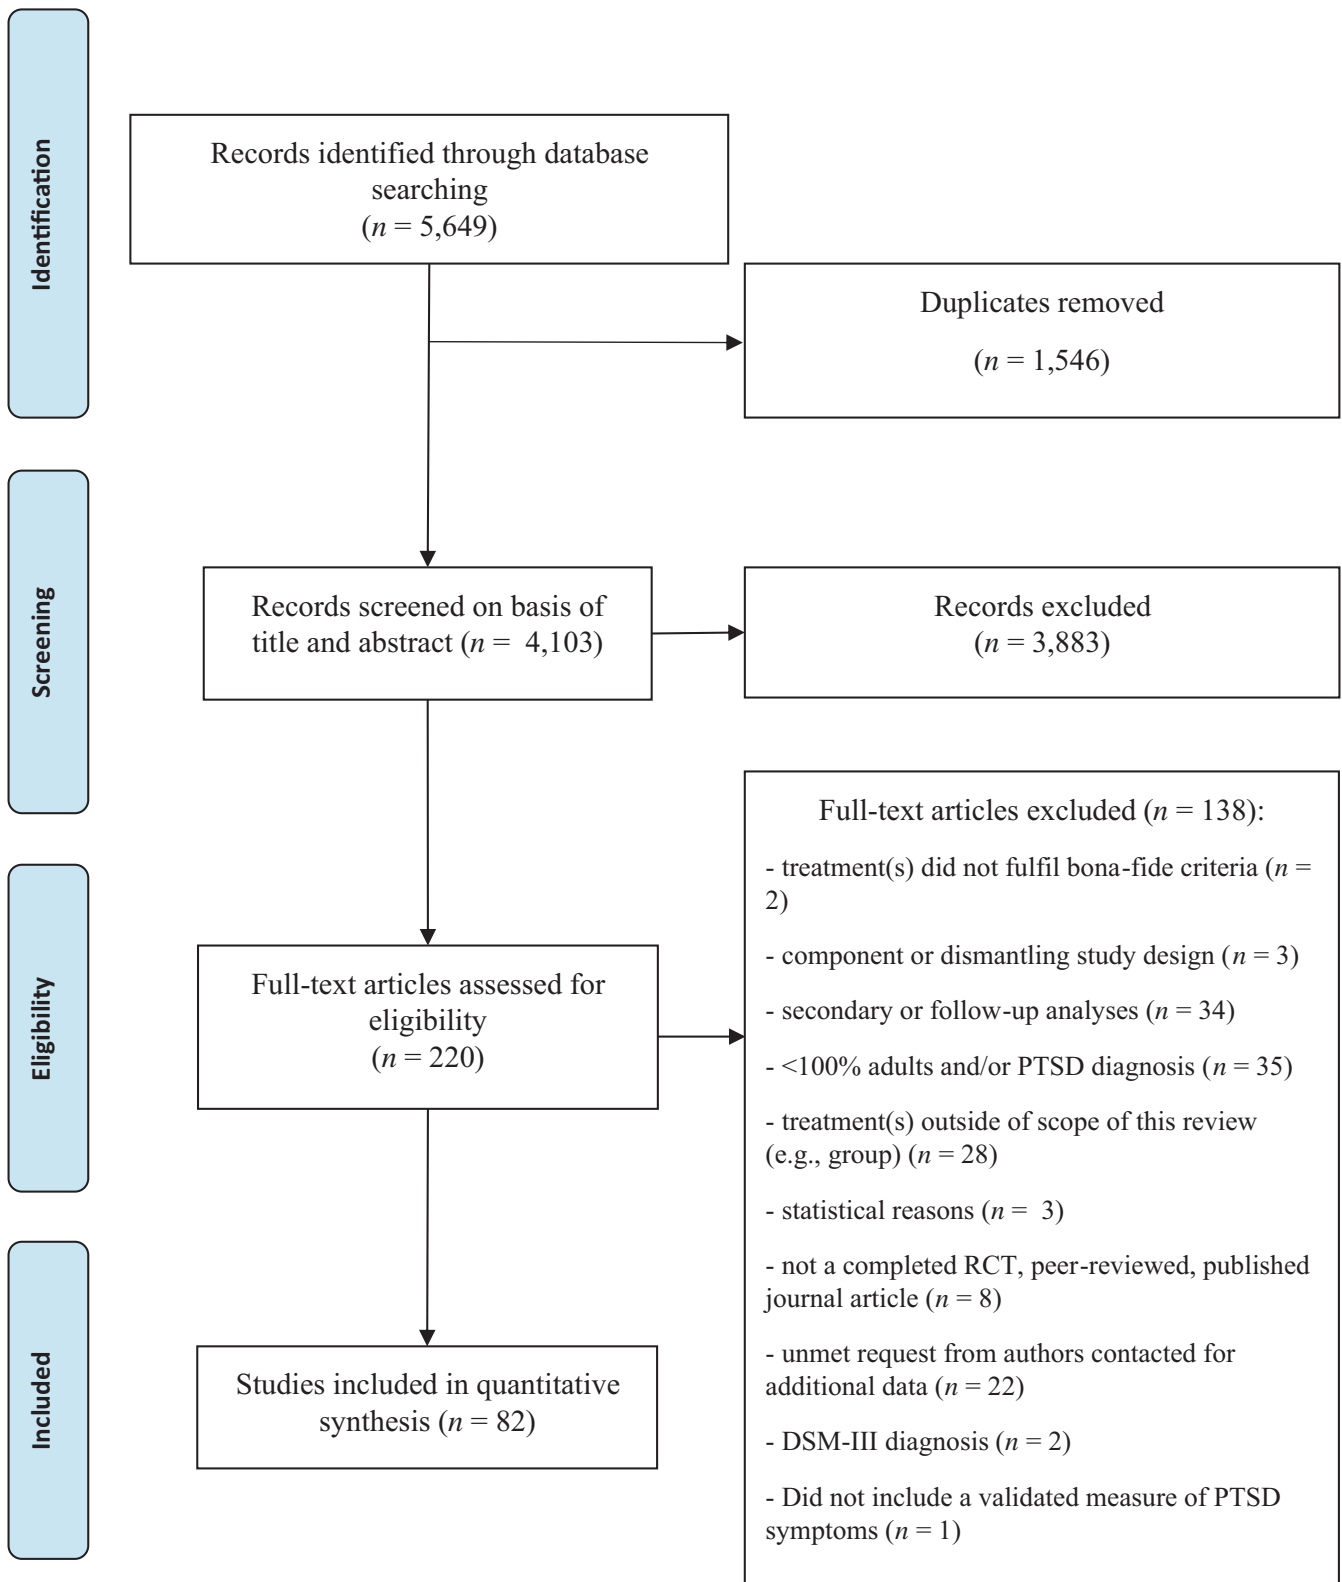 Identification
Records identified through database
searching
(n = 5,649)
Duplicates removed
(n = 1,546)
Screening
Records screened on basis of
title and abstract (n =  4,103)
Records excluded
(n = 3,883)
Eligibility
Full-text articles assessed for
eligibility
(n = 220)
Full-text articles excluded (n = 138):
- treatment(s) did not fulfil bona-fide criteria (n =
2)
- component or dismantling study design (n = 3)
- secondary or follow-up analyses (n = 34)
- <100% adults and/or PTSD diagnosis (n = 35)
- treatment(s) outside of scope of this review
(e.g., group) (n = 28)
- statistical reasons (n =  3)
- not a completed RCT, peer-reviewed, published
journal article (n = 8)
- unmet request from authors contacted for
additional data (n = 22)
- DSM-III diagnosis (n = 2)
- Did not include a validated measure of PTSD
symptoms (n = 1)
Included
Studies included in quantitative
synthesis (n = 82)